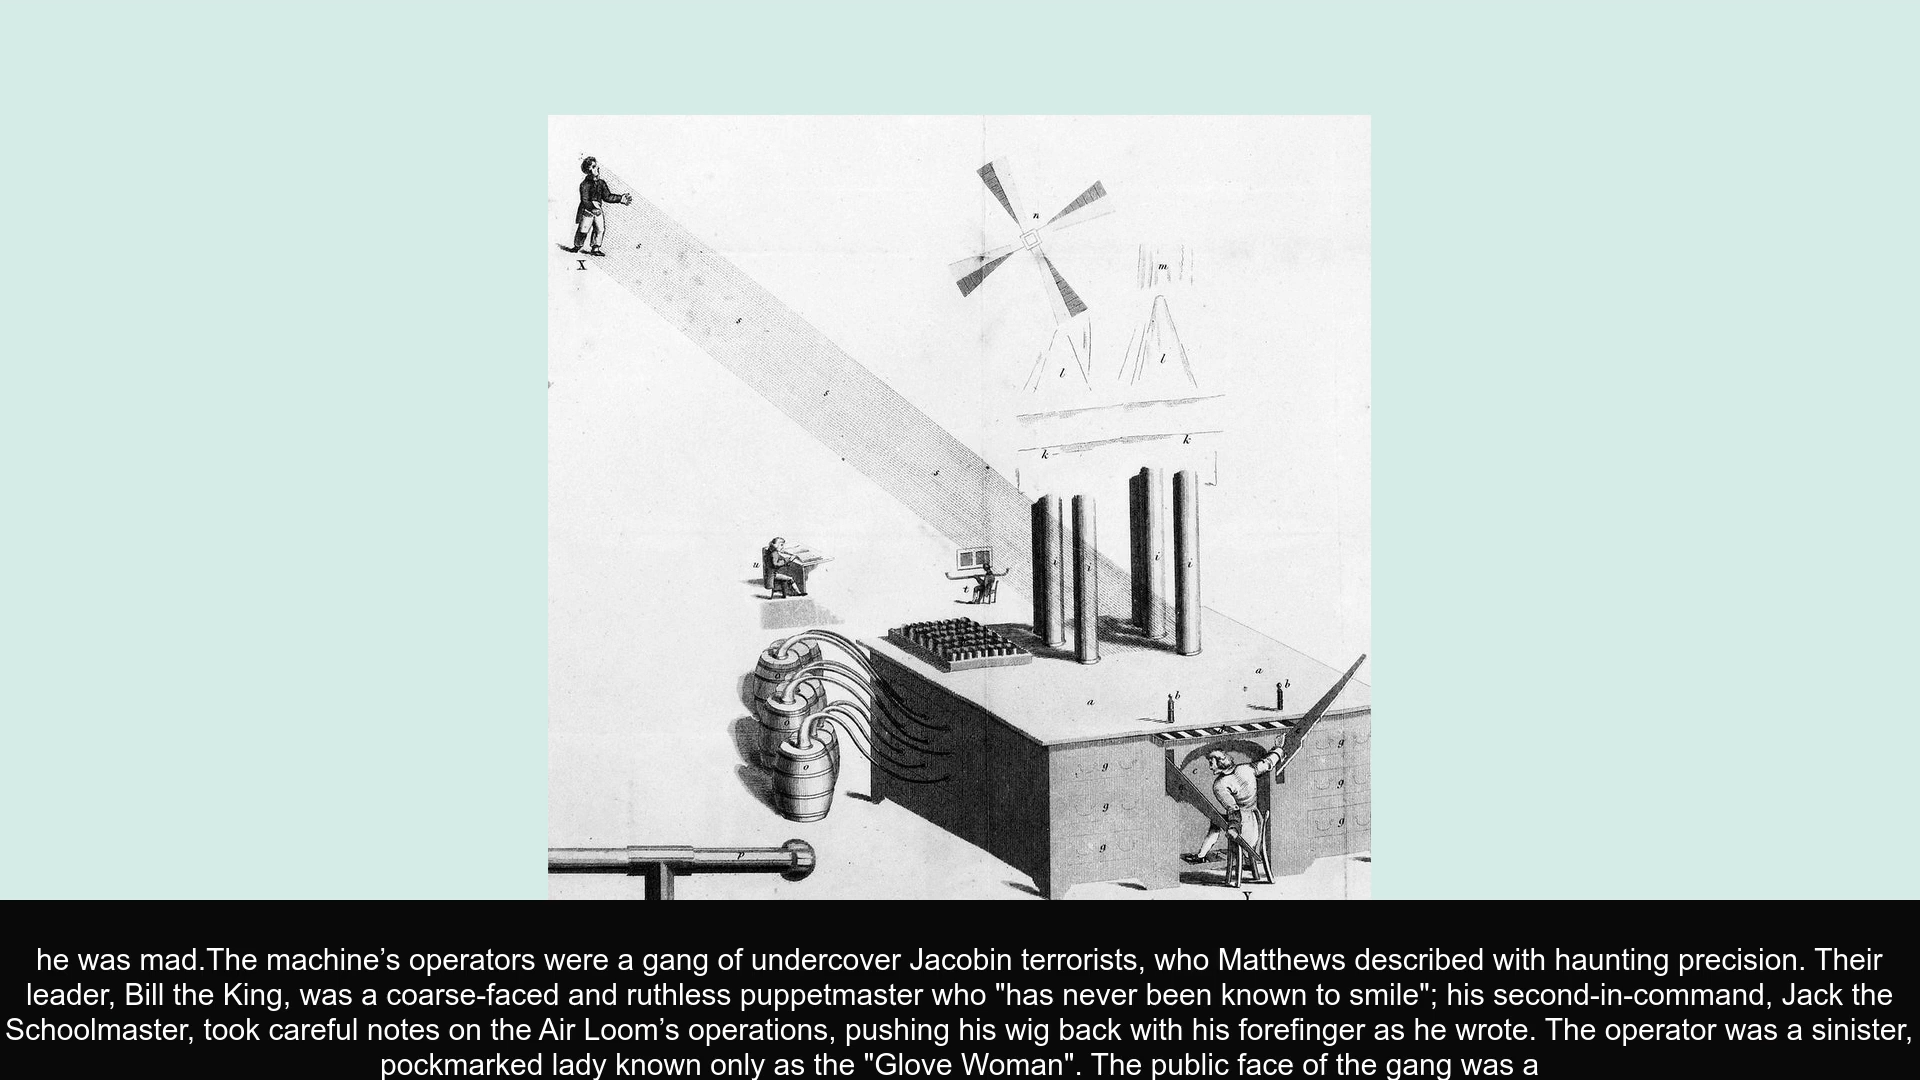 n
m
s
X
s
l
l
s
k
k
s
i
i
i
i
u
t
o
a
a
b
b
o
g
g
c
o
g
g
g
g
p
Y
he was mad.The machine’s operators were a gang of undercover Jacobin terrorists, who Matthews described with haunting precision. Their
leader, Bill the King, was a coarse-faced and ruthless puppetmaster who "has never been known to smile"; his second-in-command, Jack the
Schoolmaster, took careful notes on the Air Loom’s operations, pushing his wig back with his forefinger as he wrote. The operator was a sinister,
pockmarked lady known only as the "Glove Woman". The public face of the gang was a